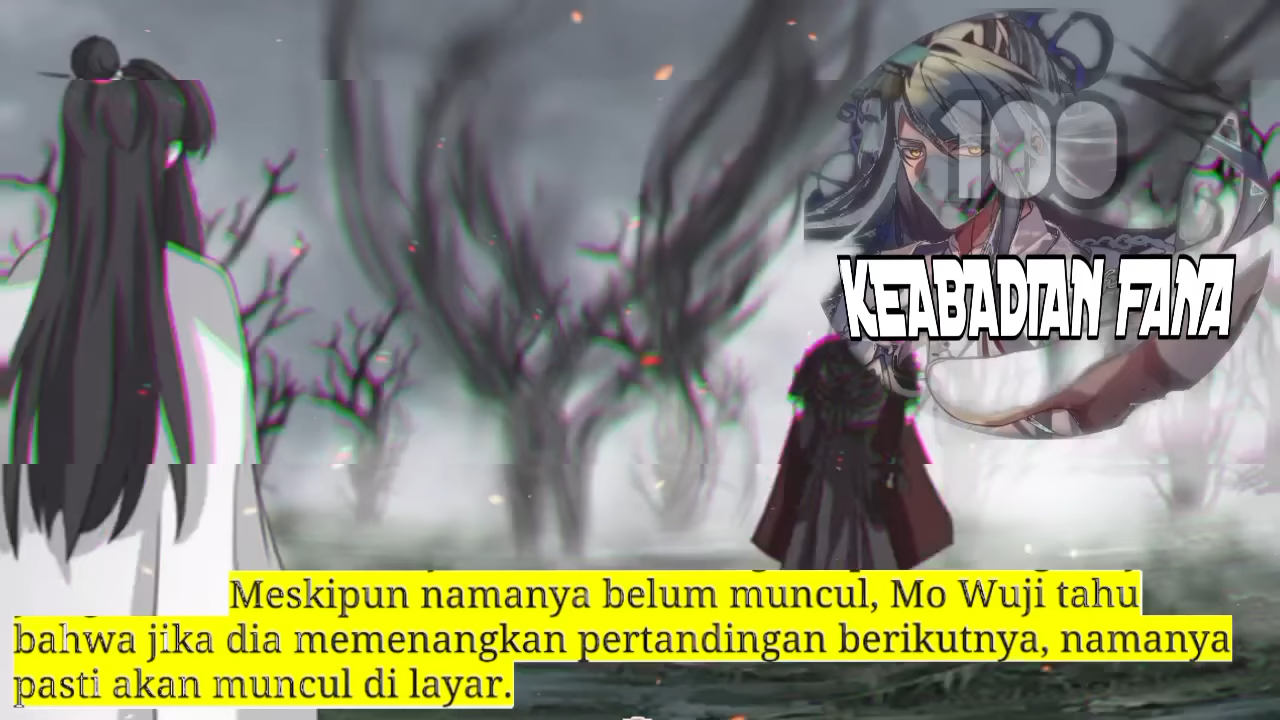 100
KEABADIAN FANA
Meskipun namanya belum muncul, Mo Wuji tahu
bahwa jika dia memenangkan pertandingan berikutnya, namanya
pasti akan muncul di layar.